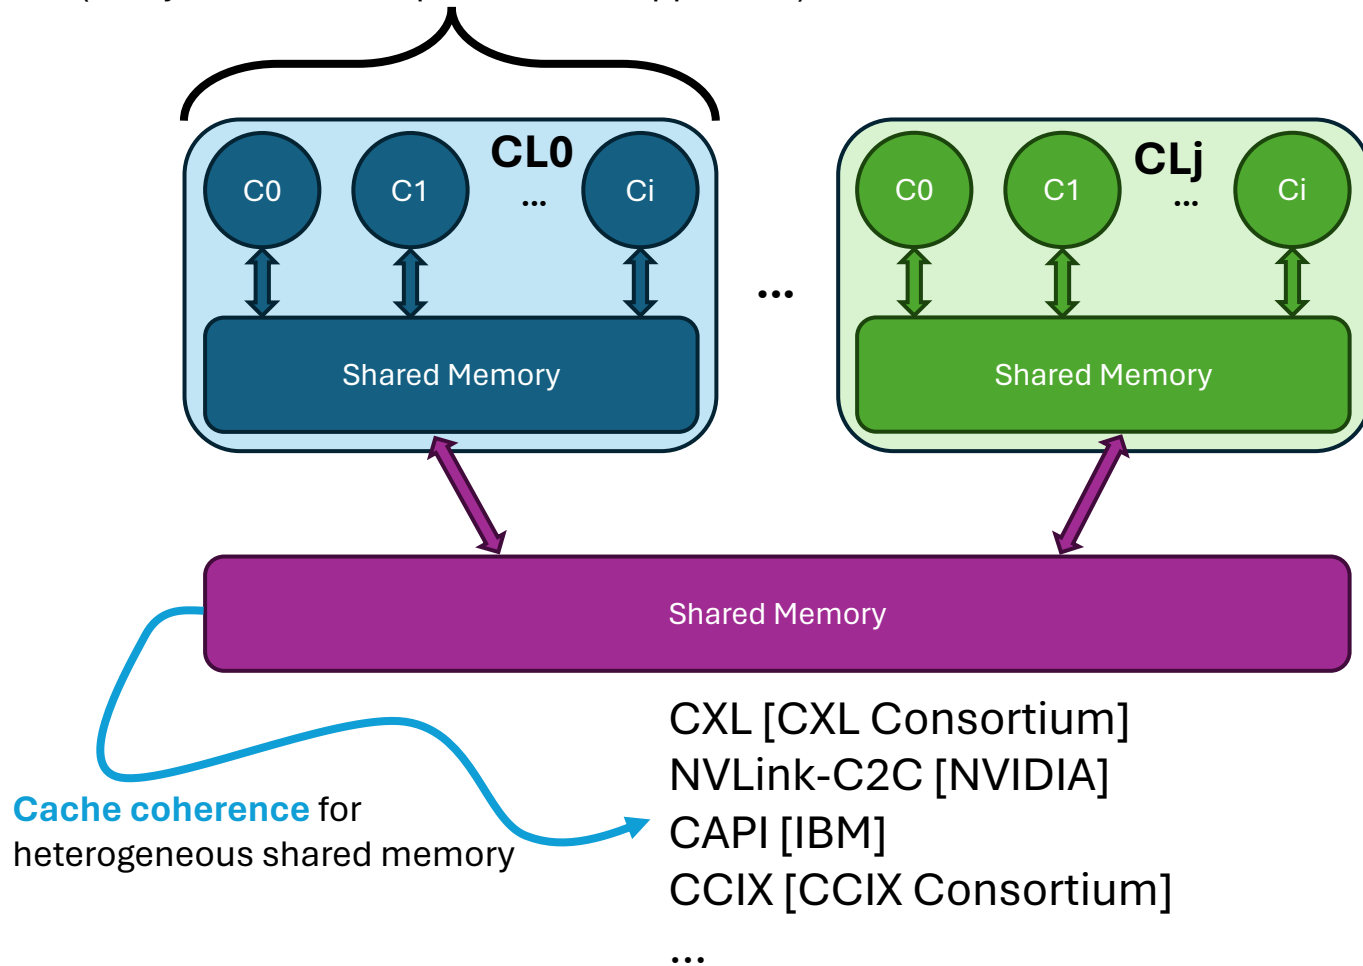 CL0
C0 C1 ... Ci
Shared Memory
...
CLj
C0 C1 ... Ci
Shared Memory
Shared Memory
CXL [CXL Consortium]
NVLink-C2C [NVIDIA]
CAPI [IBM]
CCIX [CCIX Consortium]
...
Cache coherence for
heterogeneous shared memory